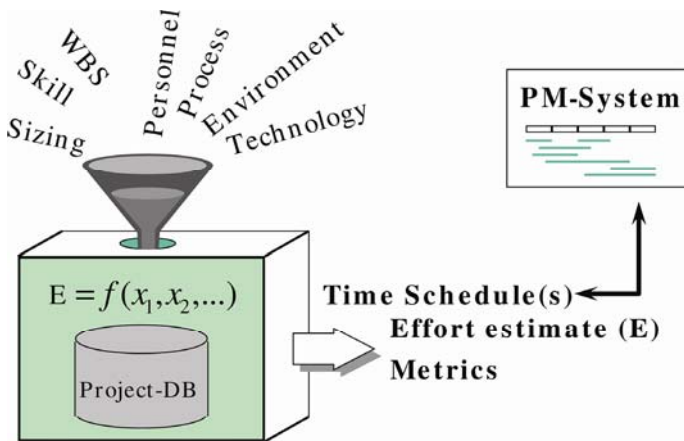 Sizing
Skill
WBS
Personnel
Process
Environment
Technology
PM-System
E = f(x₁,x₂,...)
Project-DB
Time Schedule(s)
Effort estimate (E)
Metrics